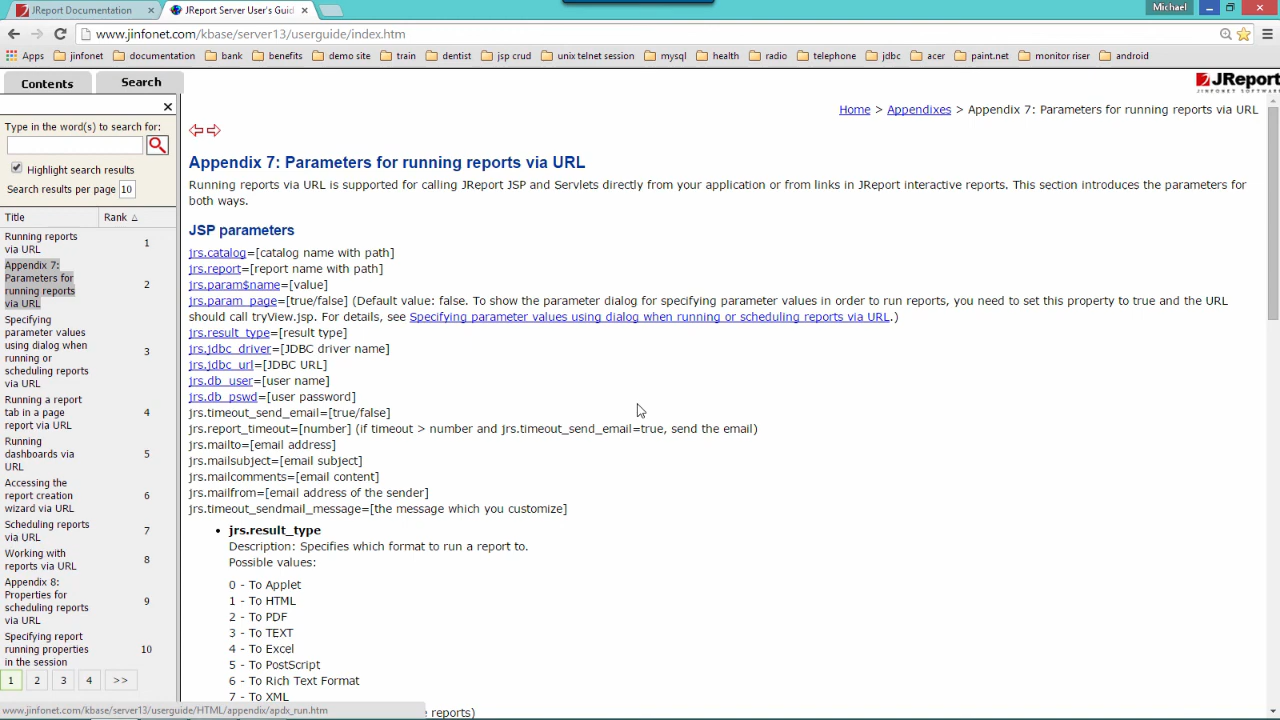 JReport Documentation
JReport Server User's Guid
Michael
www.jinfonet.com/kbase/server13/userguide/index.htm
Apps jinfonet documentation bank benefits demo site train dentist jsp crud unix telnet session mysql health radio telephone jdbc acer paint.net monitor riser android
Contents
Search
JReport
JINFONET SOFTWARE
Home > Appendixes > Appendix 7: Parameters for running reports via URL
Type in the word(s) to search for:
Highlight search results
Search results per page 10
Title Rank
Running reports
via URL
1
Appendix 7:
Parameters for
running reports
via URL
2
Specifying
parameter values
using dialog when
running or
scheduling reports
via URL
3
Running a report
tab in a page
report via URL
4
Running
dashboards via
URL
5
Accessing the
report creation
wizard via URL
6
Scheduling reports
via URL
7
Working with
reports via URL
8
Appendix 8:
Properties for
scheduling reports
via URL
9
Specifying report
running properties
in the session
10
1 2 3 4 >>
www.jinfonet.com/kbase/server13/userguide/HTML/appendix/apdx_run.htm
Appendix 7: Parameters for running reports via URL
Running reports via URL is supported for calling JReport JSP and Servlets directly from your application or from links in JReport interactive reports. This section introduces the parameters for
both ways.
JSP parameters
jrs.catalog=[catalog name with path]
jrs.report=[report name with path]
jrs.param$name=[value]
jrs.param_page=[true/false] (Default value: false. To show the parameter dialog for specifying parameter values in order to run reports, you need to set this property to true and the URL
should call tryView.jsp. For details, see Specifying parameter values using dialog when running or scheduling reports via URL.)
jrs.result_type=[result type]
jrs.jdbc_driver=[JDBC driver name]
jrs.jdbc_url=[JDBC URL]
jrs.db_user=[user name]
jrs.db_pswd=[user password]
jrs.timeout_send_email=[true/false]
jrs.report_timeout=[number] (if timeout > number and jrs.timeout_send_email=true, send the email)
jrs.mailto=[email address]
jrs.mailsubject=[email subject]
jrs.mailcomments=[email content]
jrs.mailfrom=[email address of the sender]
jrs.timeout_sendmail_message=[the message which you customize]
• jrs.result_type
Description: Specifies which format to run a report to.
Possible values:
0 - To Applet
1 - To HTML
2 - To PDF
3 - To TEXT
4 - To Excel
5 - To PostScript
6 - To Rich Text Format
7 - To XML
reports)